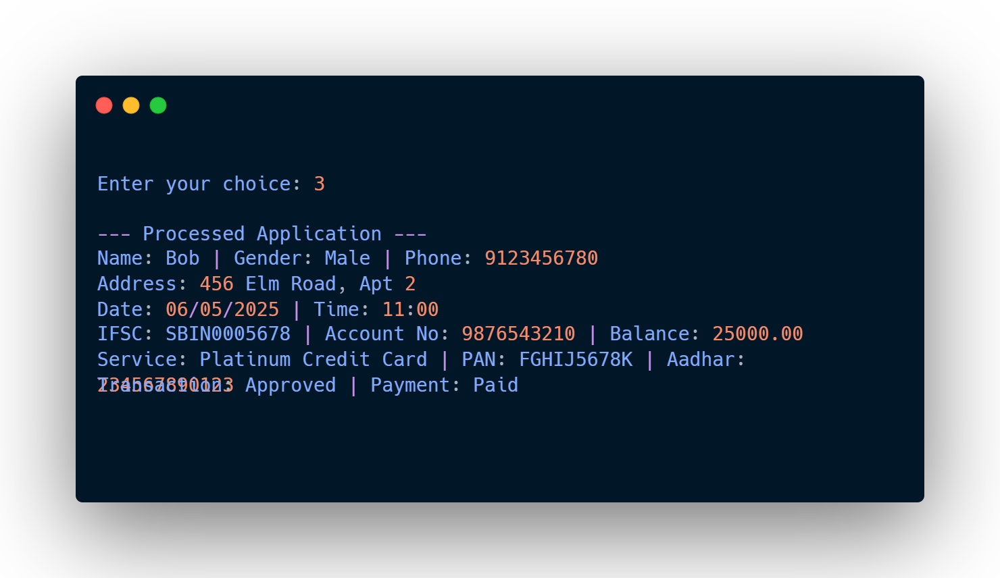 Enter your choice: 3
--- Processed Application ---
Name: Bob | Gender: Male | Phone: 9123456780
Address: 456 Elm Road, Apt 2
Date: 06/05/2025 | Time: 11:00
IFSC: SBIN0005678 | Account No: 9876543210 | Balance: 25000.00
Service: Platinum Credit Card | PAN: FGHIJ5678K | Aadhar:
234567890123
Transaction: Approved | Payment: Paid